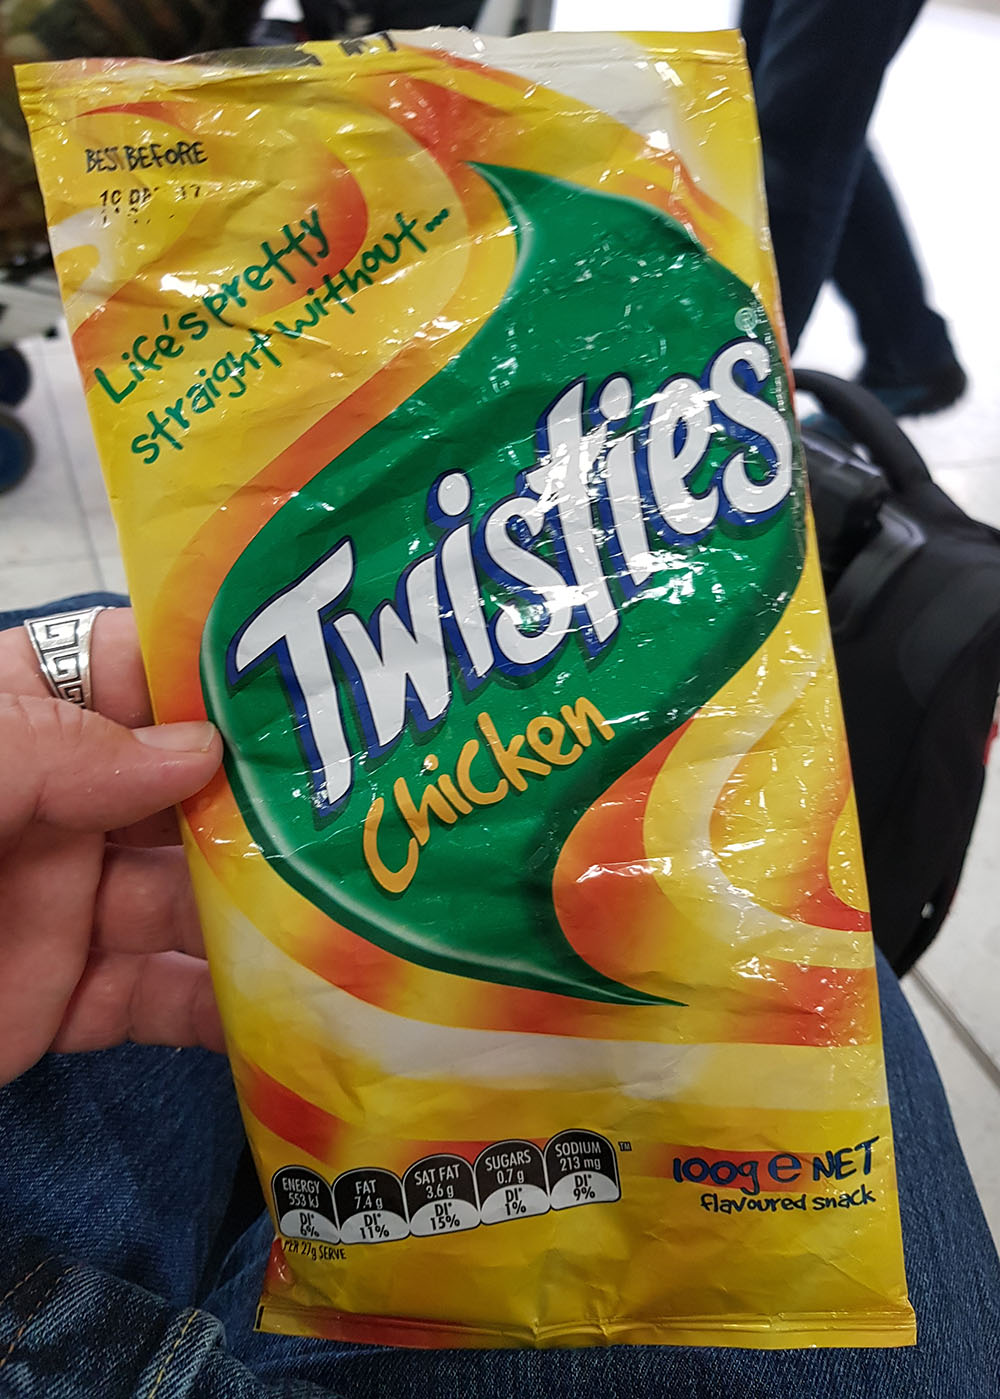 BEST BEFORE
Life's pretty
straight without...
Twisties®
Chicken
ENERGY
553 kJ
DI*
6%
FAT
7.4 g
DI*
11%
SAT FAT
3.6 g
DI*
15%
SUGARS
0.7 g
DI*
1%
SODIUM
213 mg
DI*
9%
TM
PER 27g SERVE
100g e NET
flavoured snack